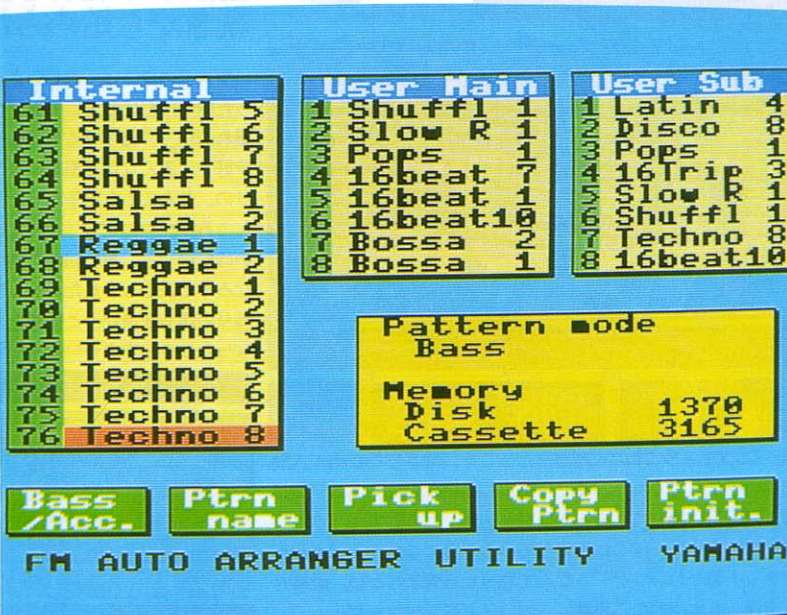 Internal
61 Shuffl 5
62 Shuffl 6
63 Shuffl 7
64 Shuffl 8
65 Salsa 1
66 Salsa 2
67 Reggae 1
68 Reggae 2
69 Techno 1
70 Techno 2
71 Techno 3
72 Techno 4
73 Techno 5
74 Techno 6
75 Techno 7
76 Techno 8
User Main
1 Shuffl 1
2 Slow R 1
3 Pops 1
4 16beat 7
5 16beat 1
6 16beat10
7 Bossa 2
8 Bossa 1
User Sub
1 Latin 4
2 Disco 8
3 Pops 1
4 16Trip 3
5 Slow R 1
6 Shuffl 1
7 Techno 8
8 16beat10
Pattern mode
Bass
Memory
Disk 1370
Cassette 3165
Bass
/Acc.
Ptrn
name
Pick
up
Copy
Ptrn
Ptrn
init.
FM AUTO ARRANGER UTILITY YAMAHA